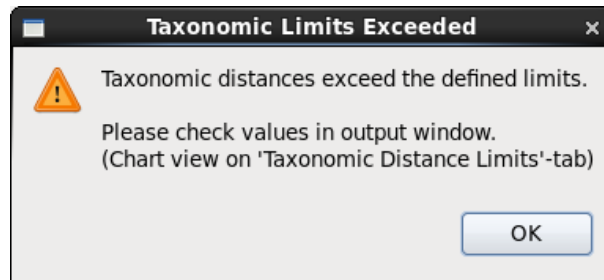 Taxonomic Limits Exceeded
Taxonomic distances exceed the defined limits.
Please check values in output window.
(Chart view on 'Taxonomic Distance Limits'-tab)
OK